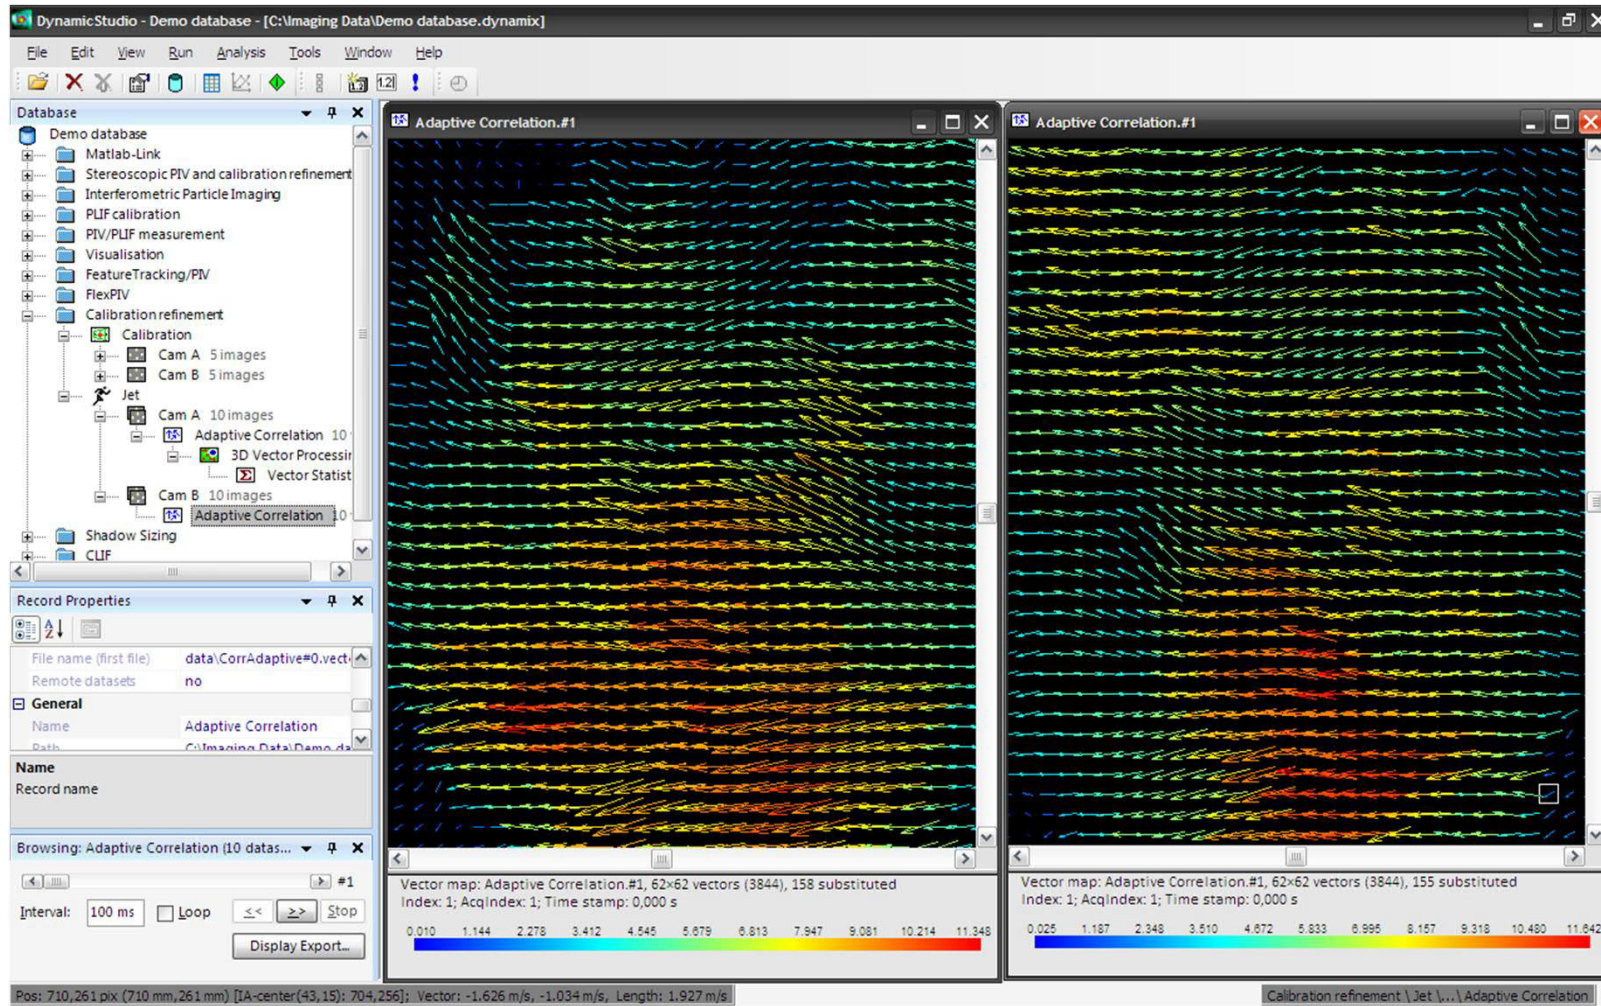 DynamicStudio - Demo database - [C:\Imaging Data\Demo database.dynamix]
File Edit View Run Analysis Tools Window Help
Database
Demo database
Matlab-Link
Stereoscopic PIV and calibration refinement
Interferometric Particle Imaging
PLIF calibration
PIV/PLIF measurement
Visualisation
FeatureTracking/PIV
FlexPIV
Calibration refinement
Calibration
Cam A 5 images
Cam B 5 images
Jet
Cam A 10 images
Adaptive Correlation 10
3D Vector Processin
Vector Statist
Cam B 10 images
Adaptive Correlation 10
Shadow Sizing
CLIF
Record Properties
File name (first file) data\CorrAdaptive#0.vect
Remote datasets no
General
Name Adaptive Correlation
Path C:\Imaging Data\Demo da
Name
Record name
Browsing: Adaptive Correlation (10 datas...
#1
Interval: 100 ms Loop << >> Stop
Display Export...
Adaptive Correlation.#1
Vector map: Adaptive Correlation.#1, 62×62 vectors (3844), 158 substituted
Index: 1; AcqIndex: 1; Time stamp: 0,000 s
0.010 1.144 2.278 3.412 4.545 5.679 6.813 7.947 9.081 10.214 11.348
Adaptive Correlation.#1
Vector map: Adaptive Correlation.#1, 62×62 vectors (3844), 155 substituted
Index: 1; AcqIndex: 1; Time stamp: 0,000 s
0.025 1.187 2.348 3.510 4.672 5.833 6.995 8.157 9.318 10.480 11.642
Pos: 710,261 pix (710 mm,261 mm) [IA-center(43,15): 704,256]; Vector: -1.626 m/s, -1.034 m/s, Length: 1.927 m/s
Calibration refinement \ Jet \...\ Adaptive Correlation